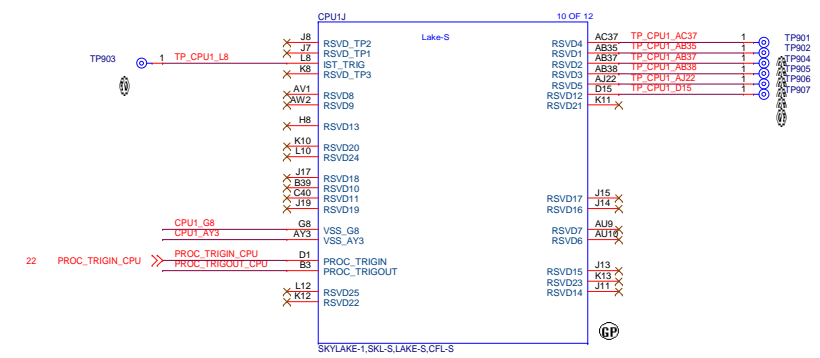 CPU1J 10 OF 12
Lake-S
J8 RSVD_TP2
J7 RSVD_TP1
TP903 1 TP_CPU1_L8 L8 IST_TRIG
K8 RSVD_TP3
AV1 RSVD8
AW2 RSVD9
H8 RSVD13
K10 RSVD20
L10 RSVD24
J17 RSVD18
B39 RSVD10
C40 RSVD11
J19 RSVD19
CPU1_G8 G8 VSS_G8
CPU1_AY3 AY3 VSS_AY3
22 PROC_TRIGIN_CPU PROC_TRIGIN_CPU D1 PROC_TRIGIN
PROC_TRIGOUT_CPU B3 PROC_TRIGOUT
L12 RSVD25
K12 RSVD22
RSVD4 AC37 TP_CPU1_AC37 1 TP901
RSVD1 AB35 TP_CPU1_AB35 1 TP902
RSVD2 AB37 TP_CPU1_AB37 1 TP904
RSVD3 AB38 TP_CPU1_AB38 1 TP905
RSVD5 AJ22 TP_CPU1_AJ22 1 TP906
RSVD12 D15 TP_CPU1_D15 1 TP907
RSVD21 K11
RSVD17 J15
RSVD16 J14
RSVD7 AU9
RSVD6 AU10
RSVD15 J13
RSVD23 K13
RSVD14 J11
GP
SKYLAKE-1,SKL-S,LAKE-S,CFL-S